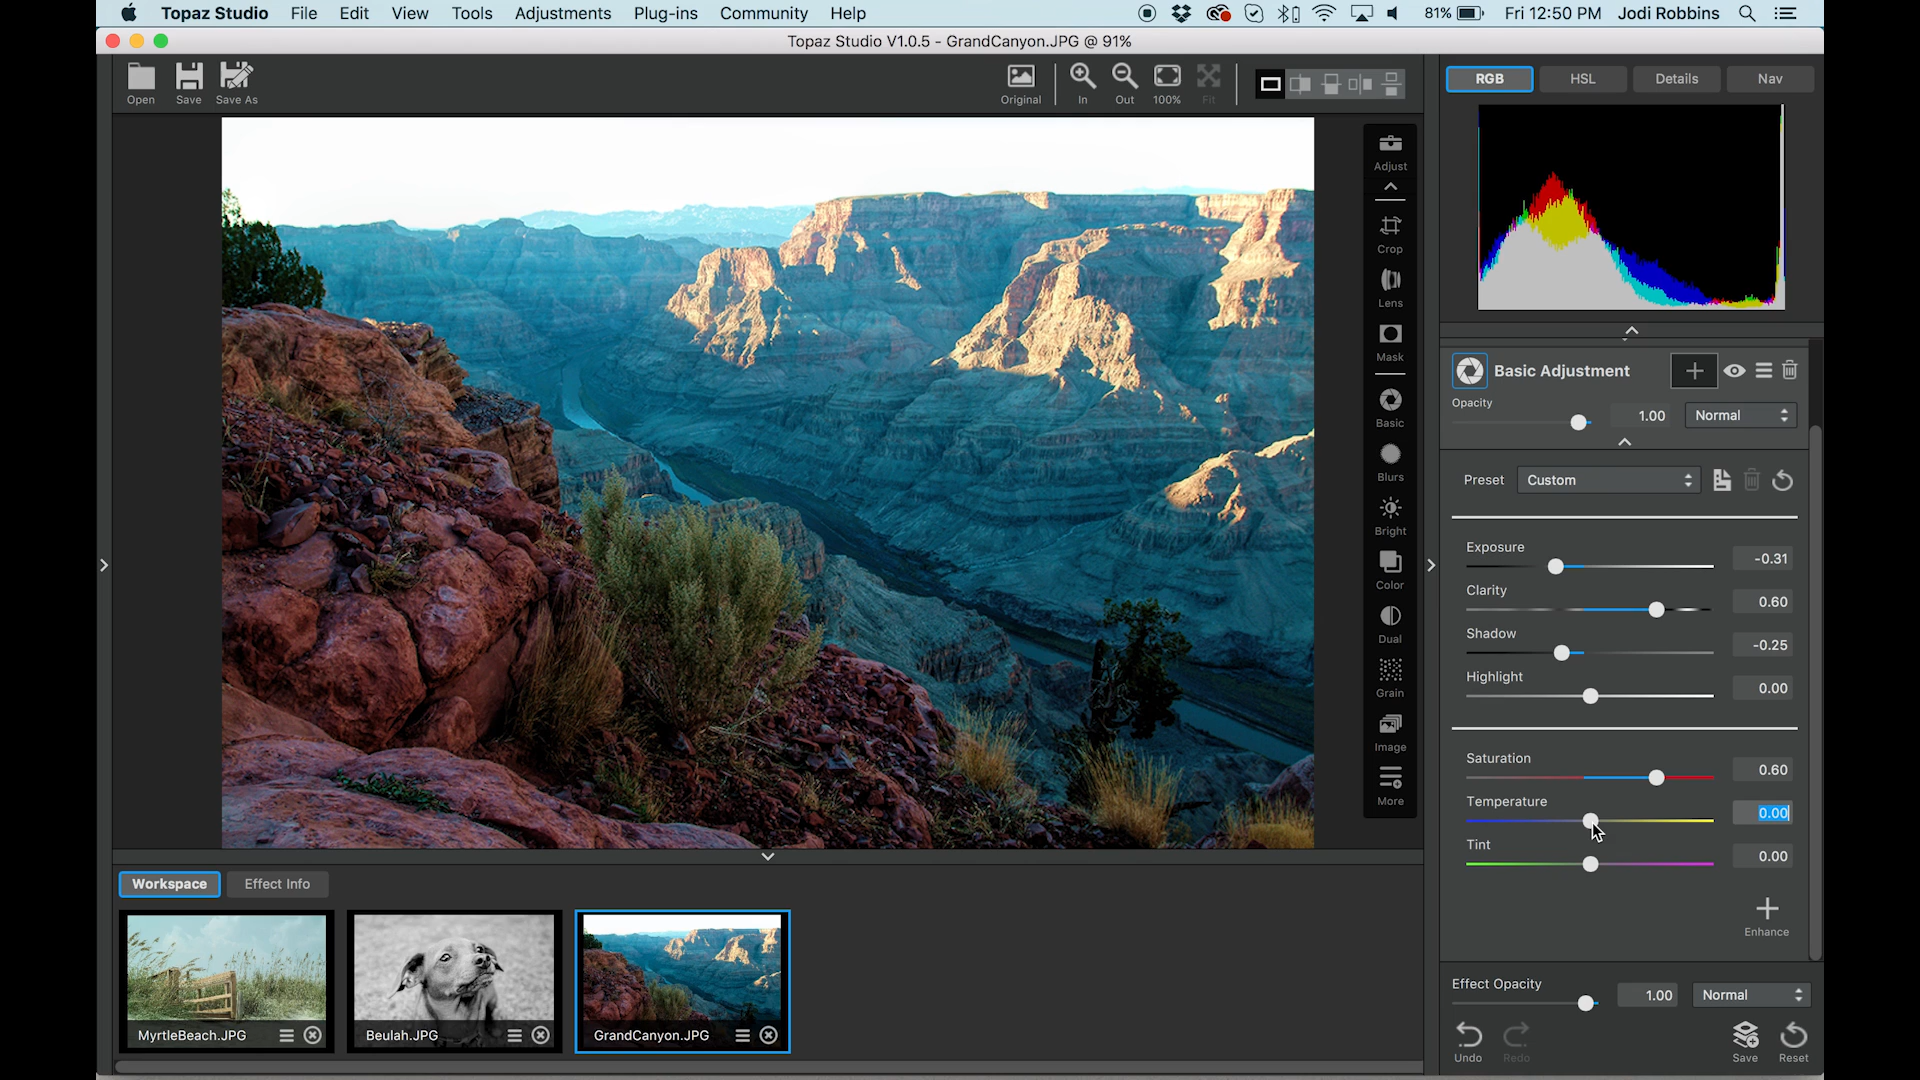 Topaz Studio File Edit View Tools Adjustments Plug-ins Community Help 81% Fri 12:50 PM Jodi Robbins
Topaz Studio V1.0.5 - GrandCanyon.JPG @ 91%
Open Save Save As Original In Out 100% Fit
RGB HSL Details Nav
Adjust
Crop
Lens
Mask
Basic
Blurs
Bright
Color
Dual
Grain
Image
More
Basic Adjustment
Opacity 1.00 Normal
Preset Custom
Exposure -0.31
Clarity 0.60
Shadow -0.25
Highlight 0.00
Saturation 0.60
Temperature 0.00
Tint 0.00
Enhance
Effect Opacity 1.00 Normal
Undo Redo Save Reset
Workspace Effect Info
MyrtleBeach.JPG Beulah.JPG GrandCanyon.JPG